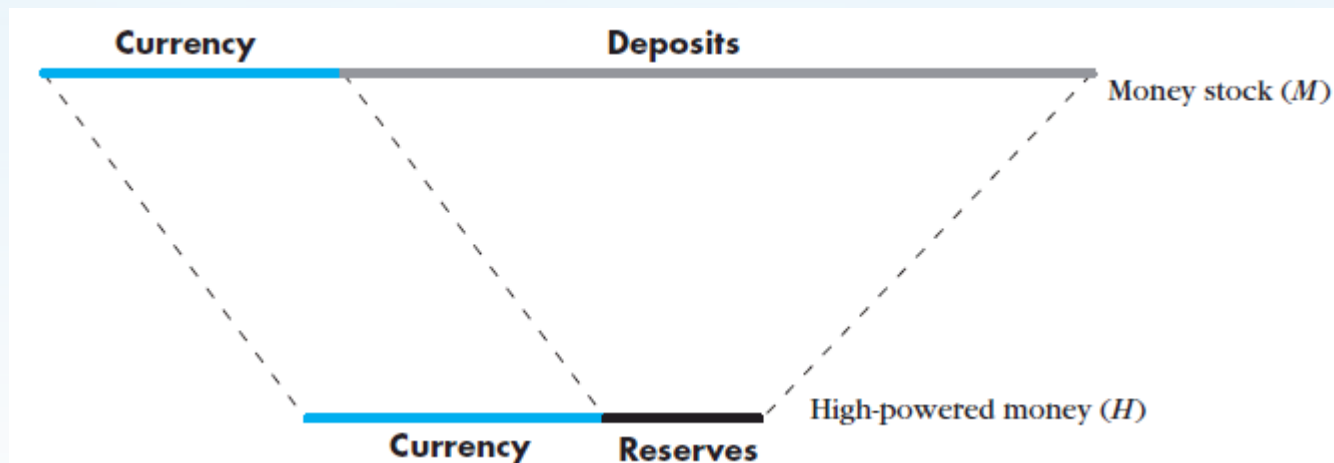 Currency
Deposits
Money stock (M)
High-powered money (H)
Currency
Reserves